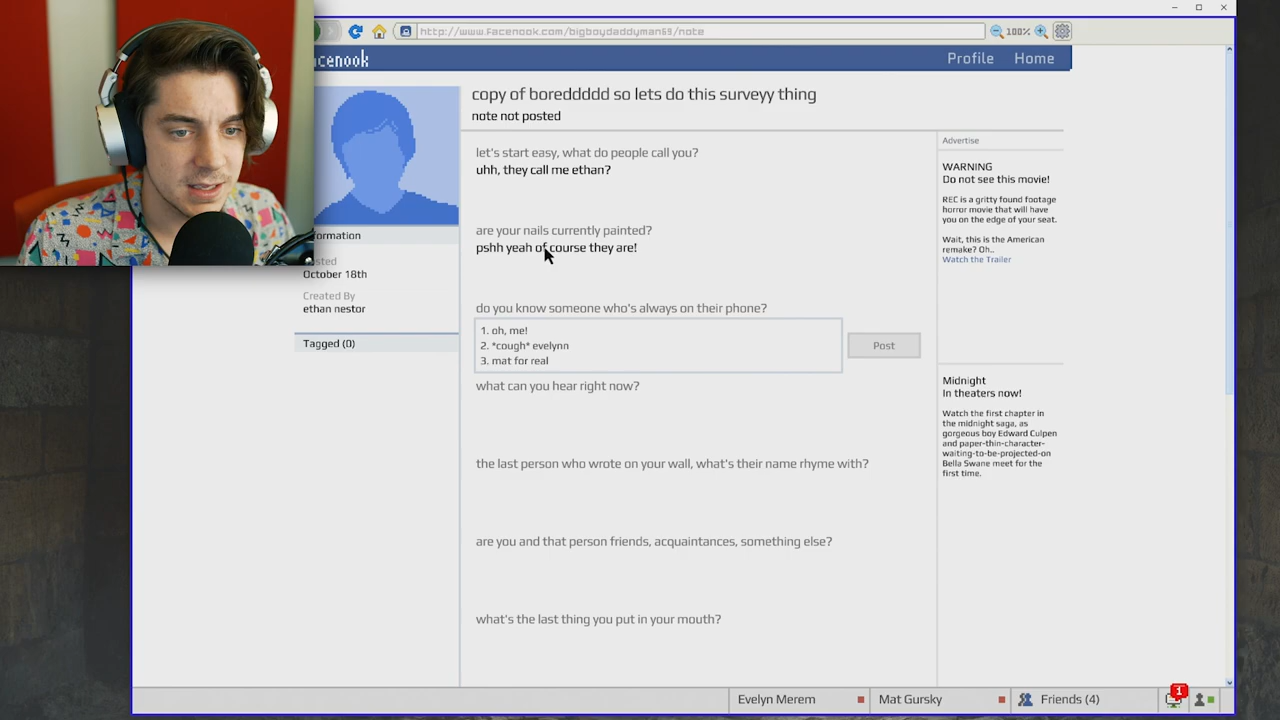 http://www.Facenook.com/bigboydaddyman69/note
100%
cenook
Profile Home
copy of boreddddd so lets do this surveyy thing
note not posted
let's start easy, what do people call you?
uhh, they call me ethan?
are your nails currently painted?
pshh yeah of course they are!
do you know someone who's always on their phone?
1. oh, me!
2. *cough* evelynn
3. mat for real
Post
what can you hear right now?
the last person who wrote on your wall, what's their name rhyme with?
are you and that person friends, acquaintances, something else?
what's the last thing you put in your mouth?
formation
osted
October 18th
Created By
ethan nestor
Tagged (0)
Advertise
WARNING
Do not see this movie!
REC is a gritty found footage
horror movie that will have
you on the edge of your seat.
Wait, this is the American
remake? Oh..
Watch the Trailer
Midnight
In theaters now!
Watch the first chapter in
the midnight saga, as
gorgeous boy Edward Culpen
and paper-thin-character-
waiting-to-be-projected-on
Bella Swane meet for the
first time.
Evelyn Merem
Mat Gursky
Friends (4)
1